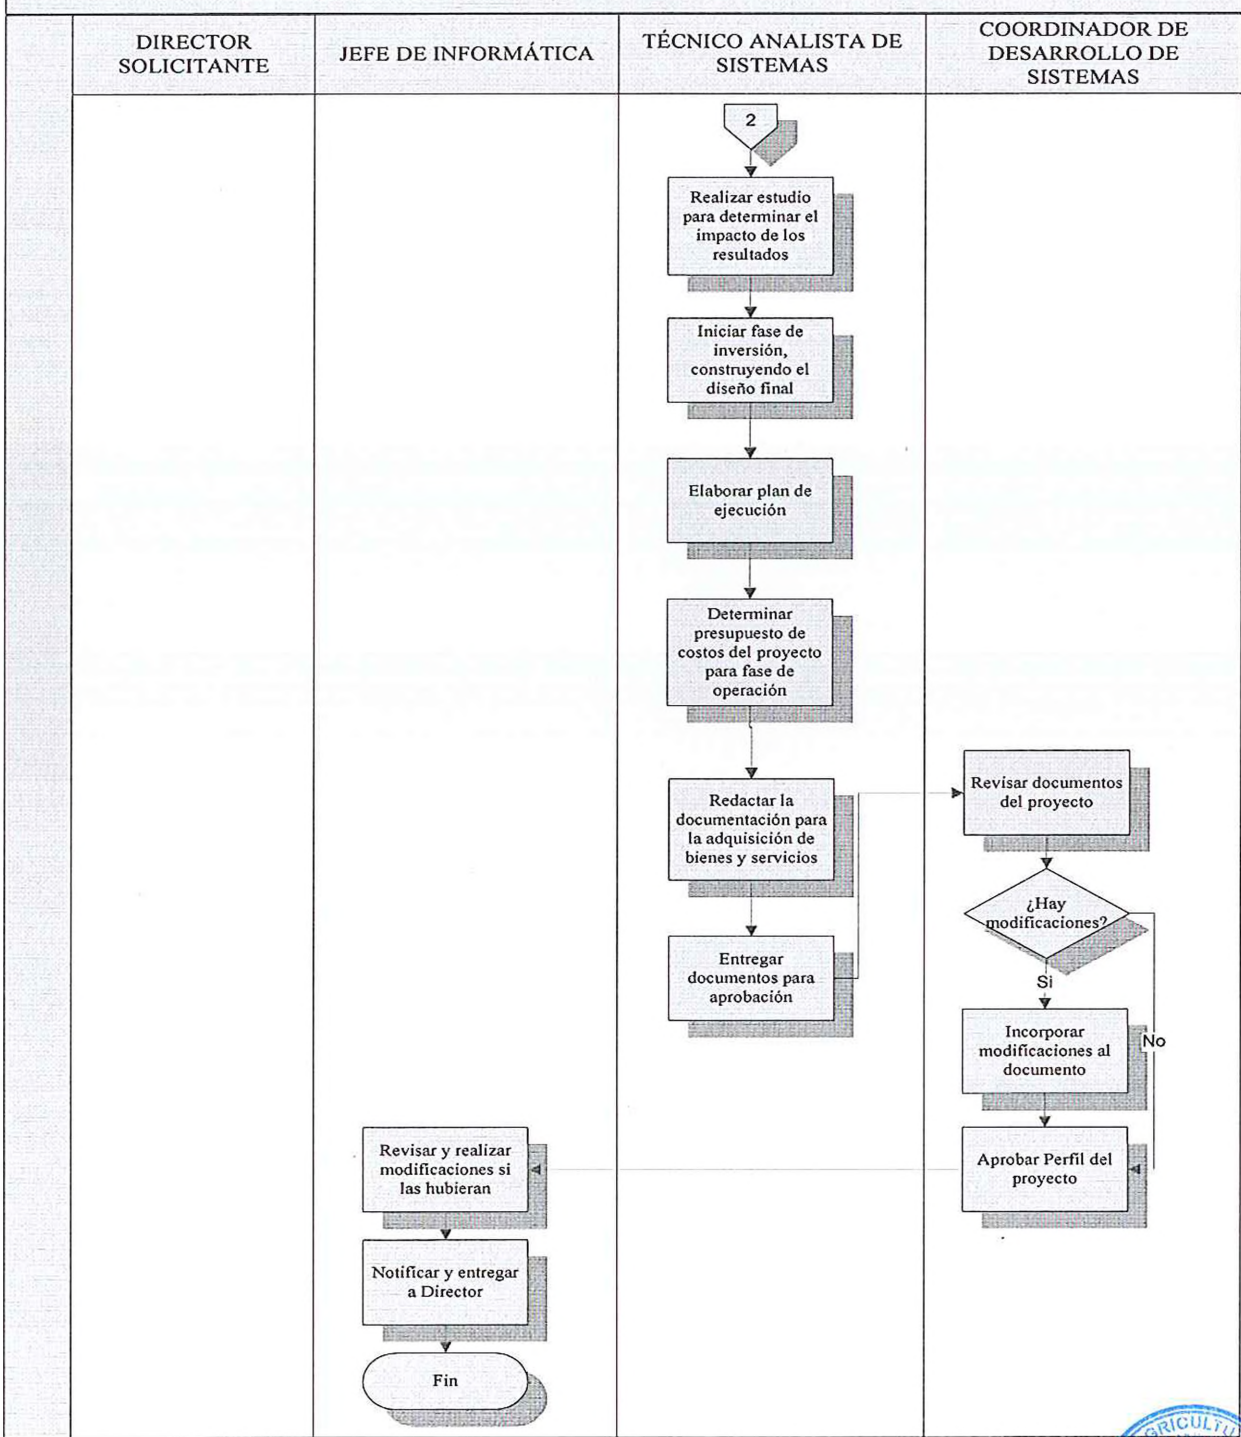 DIRECTOR
SOLICITANTE
JEFE DE INFORMÁTICA
TÉCNICO ANALISTA DE
SISTEMAS
COORDINADOR DE
DESARROLLO DE
SISTEMAS
2
Realizar estudio
para determinar el
impacto de los
resultados
Iniciar fase de
inversión,
construyendo el
diseño final
Elaborar plan de
ejecución
Determinar
presupuesto de
costos del proyecto
para fase de
operación
Redactar la
documentación para
la adquisición de
bienes y servicios
Entregar
documentos para
aprobación
Revisar documentos
del proyecto
¿Hay
modificaciones?
Si
No
Incorporar
modificaciones al
documento
Aprobar Perfil del
proyecto
Revisar y realizar
modificaciones si
las hubieran
Notificar y entregar
a Director
Fin